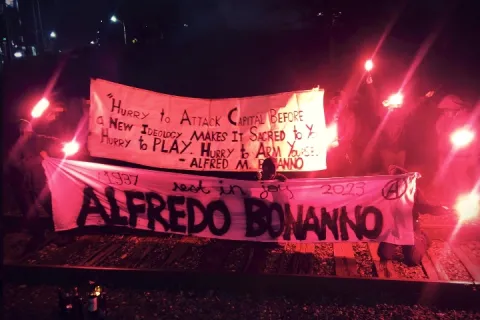 "HURRY TO ATTACK CAPITAL BEFORE
A NEW IDEOLOGY MAKES IT SACRED TO
HURRY TO PLAY. HURRY TO ARM
- ALFRED M. BONANNO
1937 rest in joy 2023 A
ALFREDO BONANNO